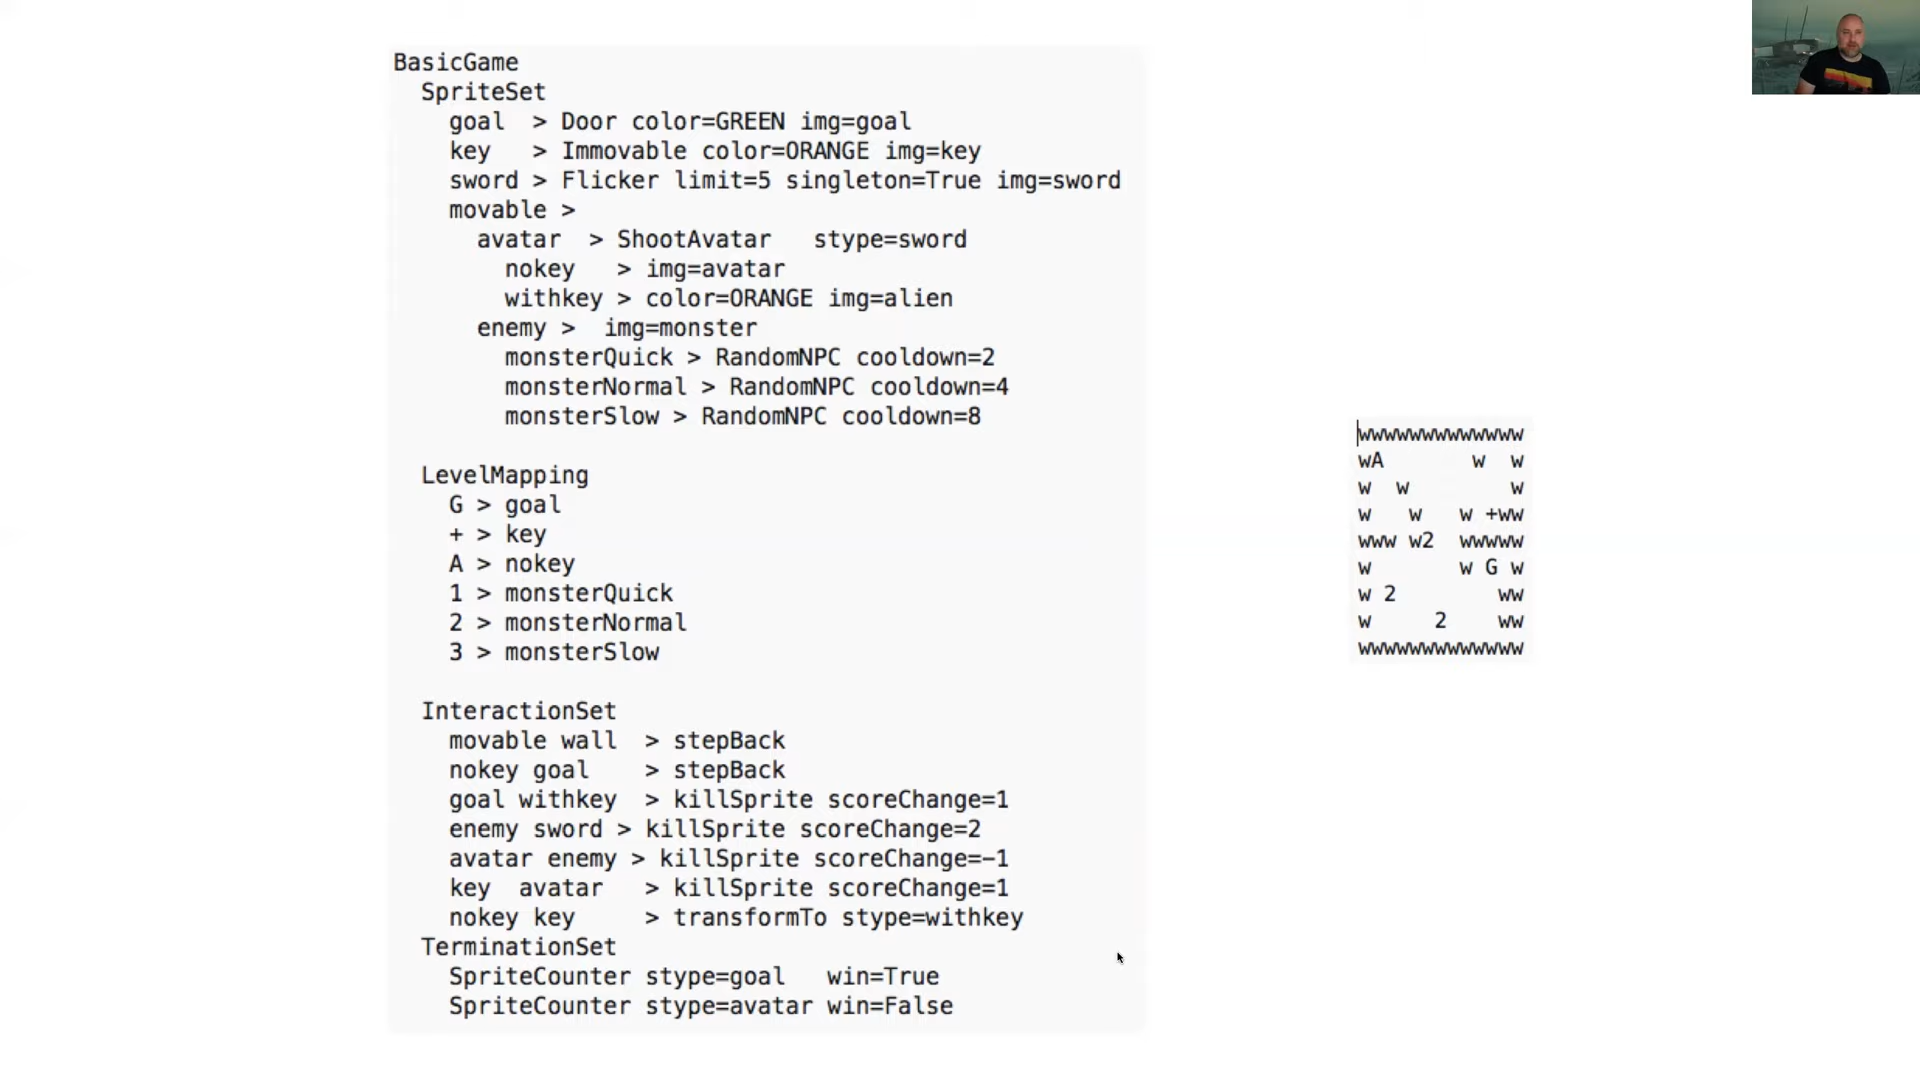 BasicGame
  SpriteSet
    goal  > Door color=GREEN img=goal
    key   > Immovable color=ORANGE img=key
    sword > Flicker limit=5 singleton=True img=sword
    movable >
      avatar  > ShootAvatar   stype=sword
        nokey   > img=avatar
        withkey > color=ORANGE img=alien
      enemy >  img=monster
        monsterQuick > RandomNPC cooldown=2
        monsterNormal > RandomNPC cooldown=4
        monsterSlow > RandomNPC cooldown=8
  LevelMapping
    G > goal
    + > key
    A > nokey
    1 > monsterQuick
    2 > monsterNormal
    3 > monsterSlow
  InteractionSet
    movable wall  > stepBack
    nokey goal    > stepBack
    goal withkey  > killSprite scoreChange=1
    enemy sword > killSprite scoreChange=2
    avatar enemy > killSprite scoreChange=-1
    key  avatar   > killSprite scoreChange=1
    nokey key     > transformTo stype=withkey
  TerminationSet
    SpriteCounter stype=goal   win=True
    SpriteCounter stype=avatar win=False
wwwwwwwwwwwww
wA       w  w
w  w        w
w   w   w +ww
www w2  wwwww
w       w G w
w 2        ww
w     2    ww
wwwwwwwwwwwww